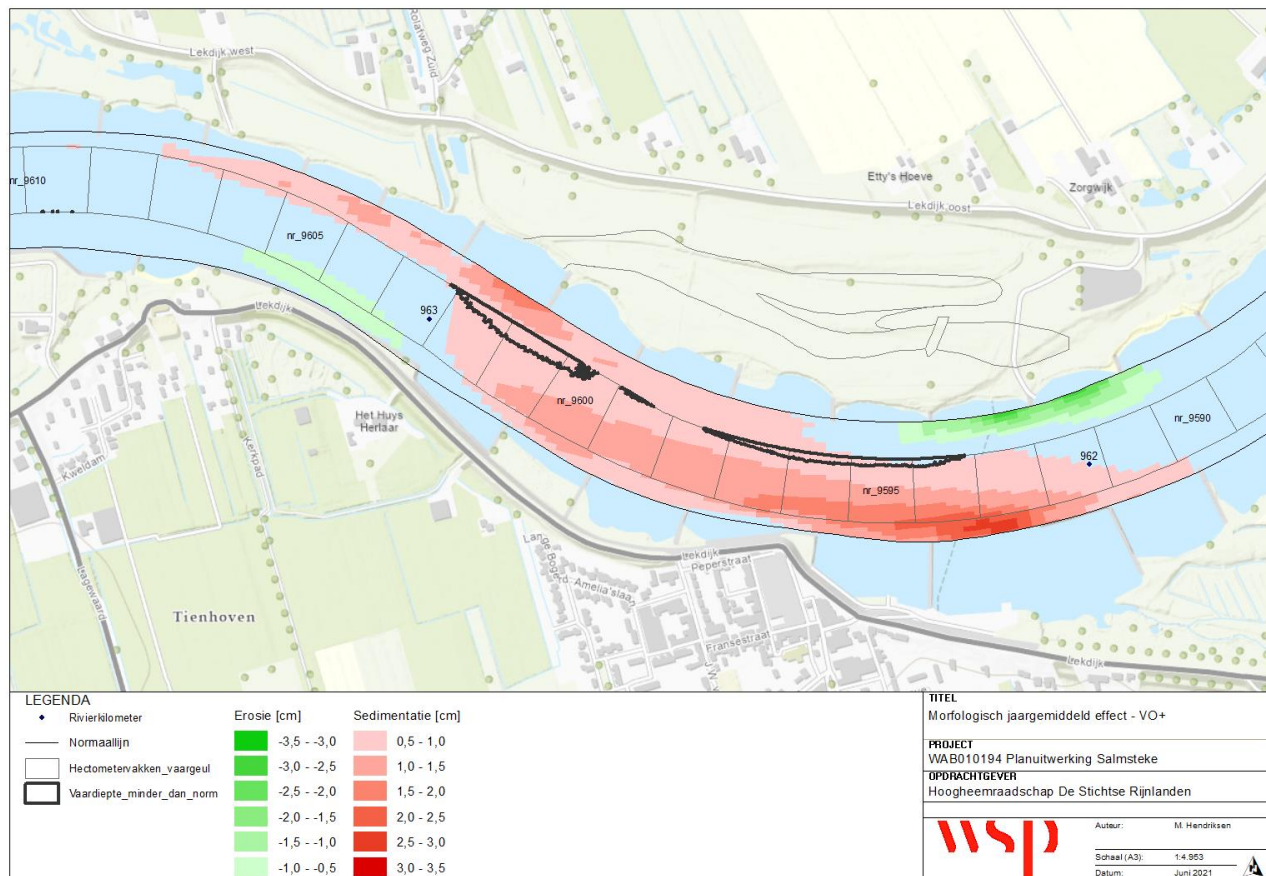 Lekdijk west
Rolafweg Zuid
Etty's Hoeve
Zorgwijk
Lekdijk oost
nr_9610
nr_9605
963
nr_9600
nr_9595
962
nr_9590
Lekdijk
Het Huys
Herlaar
Kweldam
Kerkpad
Lagewaard
Tienhoven
Lange Bogerd
Amelia'slaan
Lekdijk
Peperstraat
Fransestraat
J.W.
Lekdijk
LEGENDA
Rivierkilometer
Normaallijn
Hectometervakken_vaargeul
Vaardiepte_minder_dan_norm
Erosie [cm]
-3,5 - -3,0
-3,0 - -2,5
-2,5 - -2,0
-2,0 - -1,5
-1,5 - -1,0
-1,0 - -0,5
Sedimentatie [cm]
0,5 - 1,0
1,0 - 1,5
1,5 - 2,0
2,0 - 2,5
2,5 - 3,0
3,0 - 3,5
TITEL
Morfologisch jaargemiddeld effect - VO+
PROJECT
WAB010194 Planuitwerking Salmsteke
OPDRACHTGEVER
Hoogheemraadschap De Stichtse Rijnlanden
wsp
Auteur: M. Hendriksen
Schaal (A3): 1:4.953
Datum: Juni 2021